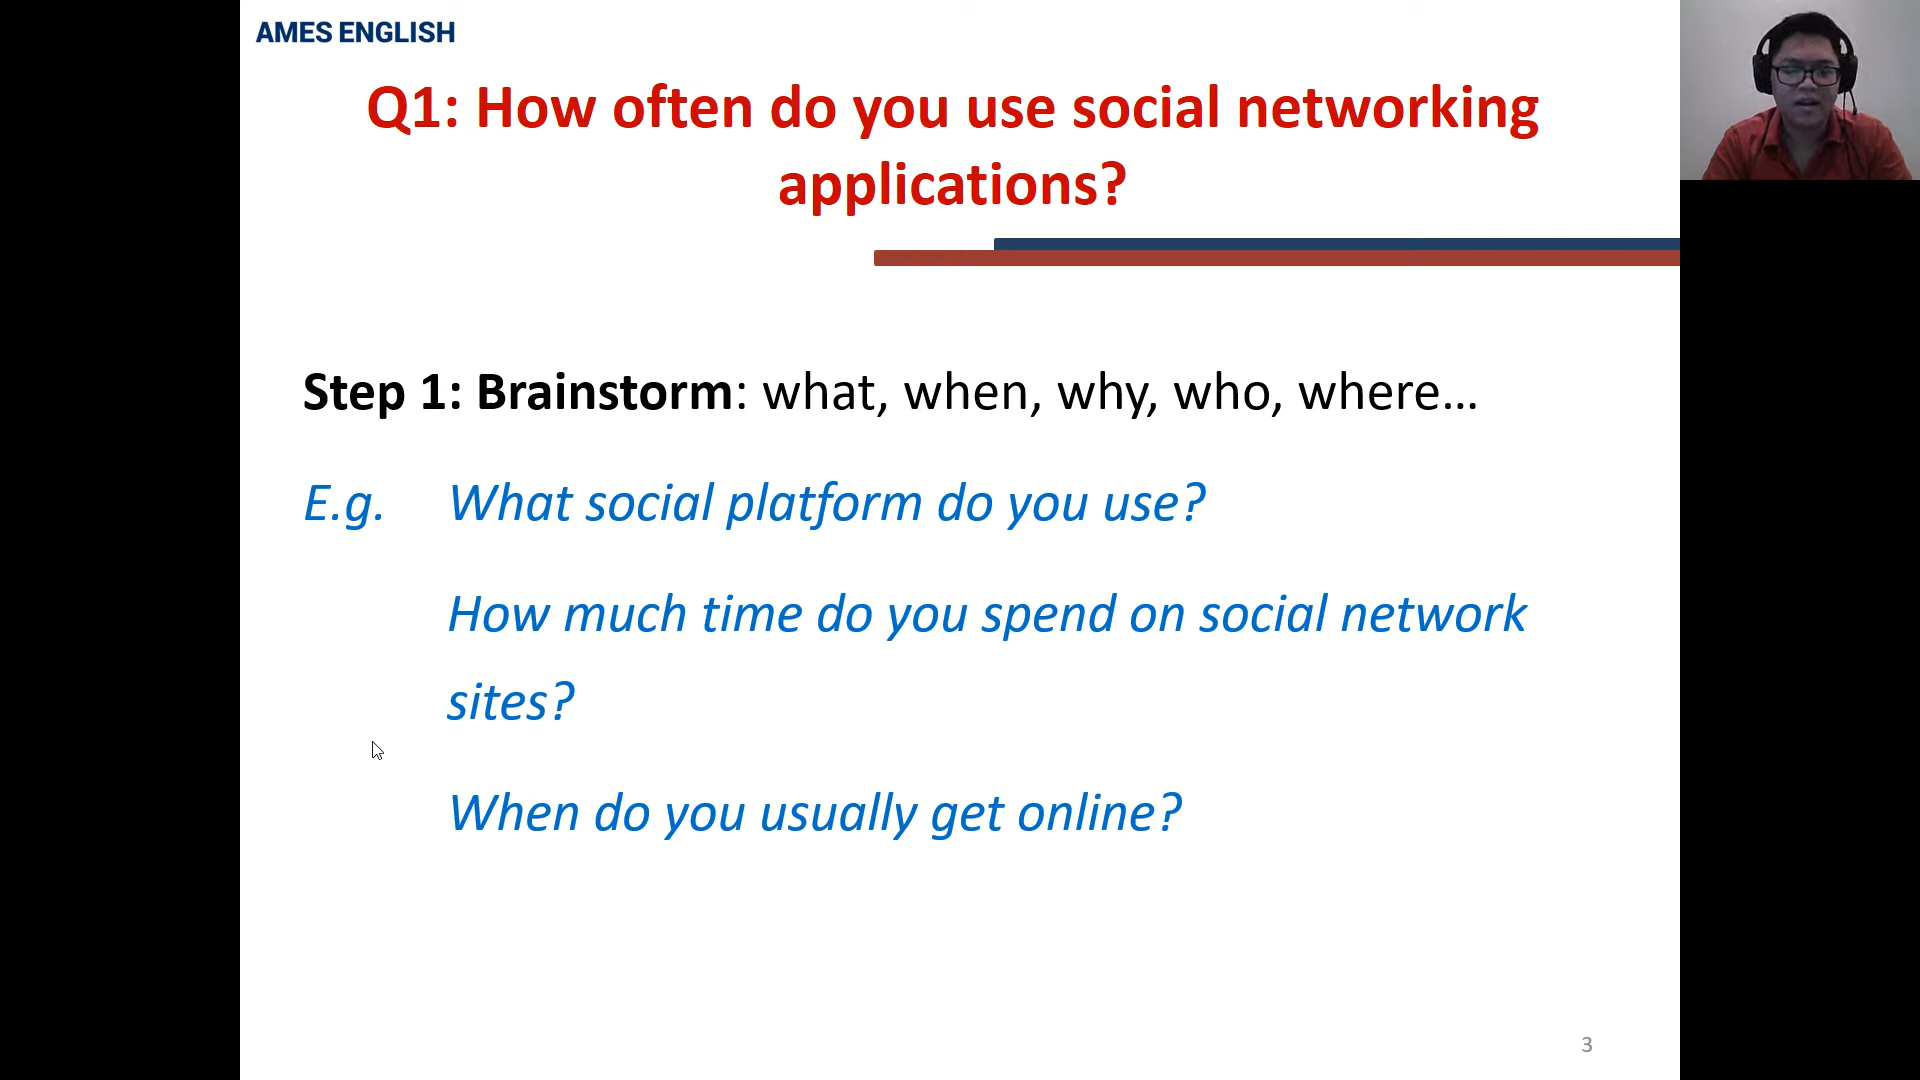 AMES ENGLISH
Q1: How often do you use social networking
applications?
Step 1: Brainstorm: what, when, why, who, where…
E.g. What social platform do you use?
How much time do you spend on social network
sites?
When do you usually get online?
3